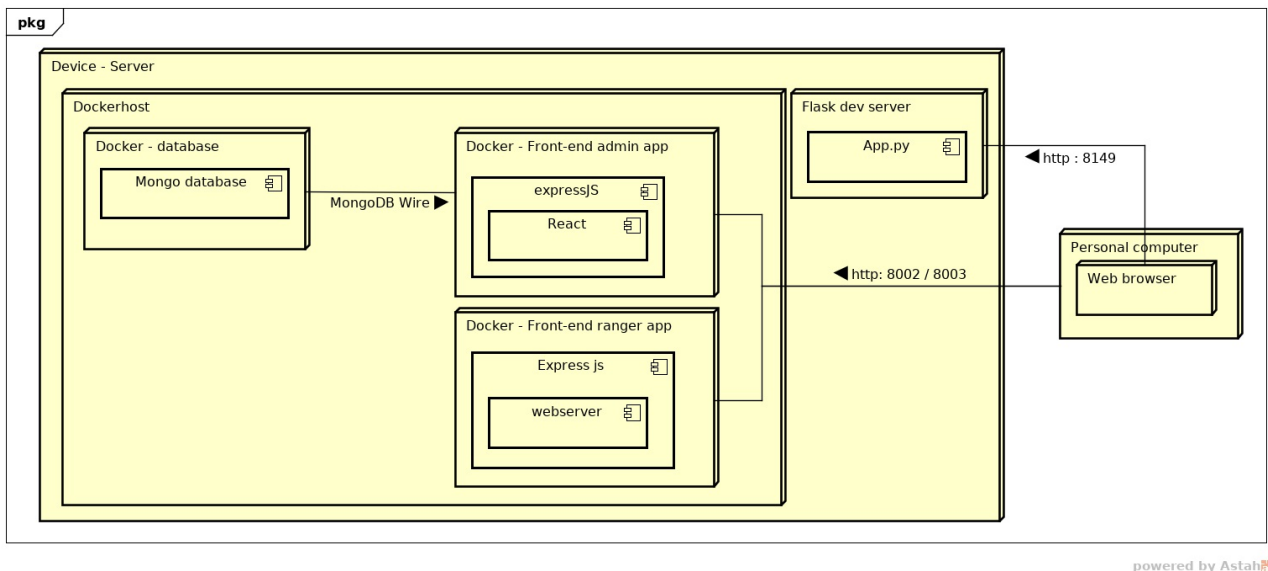 pkg
Device - Server
Dockerhost
Flask dev server
Docker - database
Docker - Front-end admin app
App.py
Mongo database
expressJS
http : 8149
MongoDB Wire
React
Personal computer
http: 8002 / 8003
Web browser
Docker - Front-end ranger app
Express js
webserver
powered by Astah